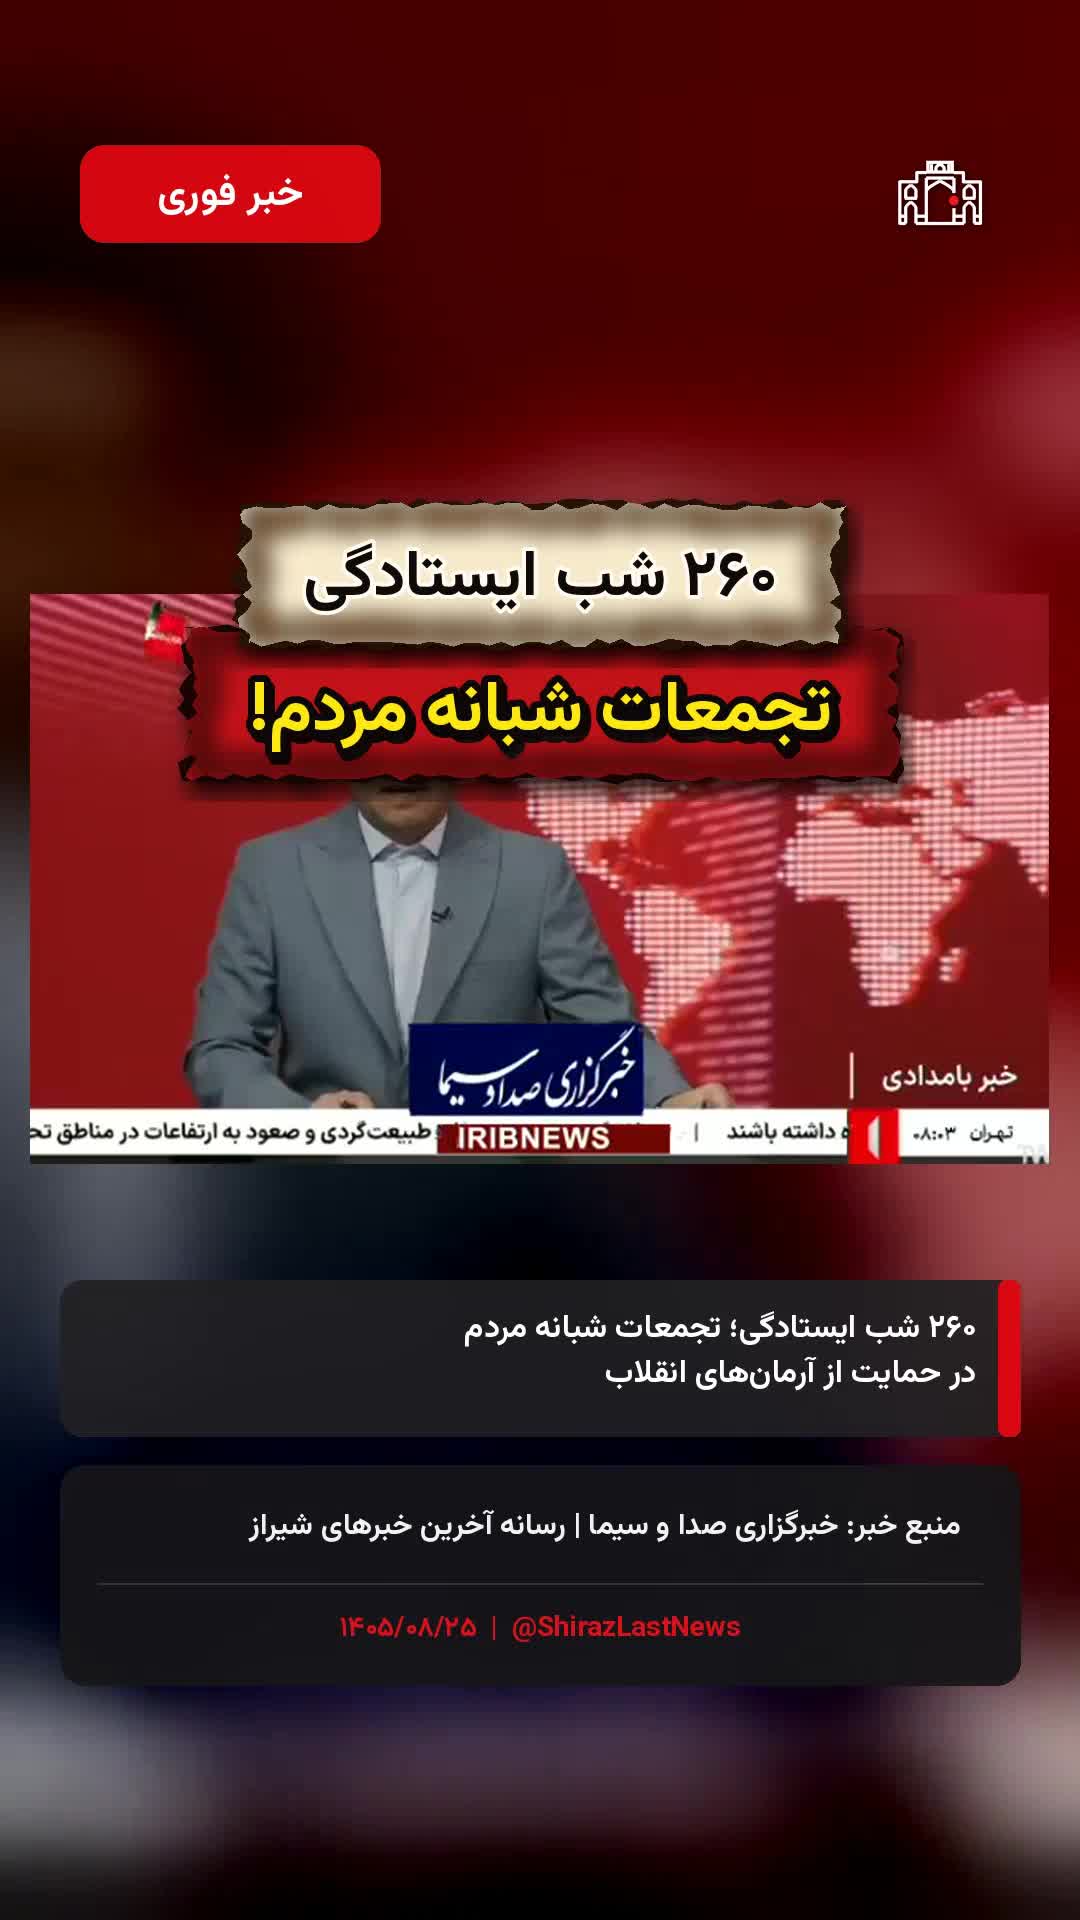 خبر فوری
۲۶۰ شب ایستادگی
تجمعات شبانه مردم!
خبر بامدادی
خبرگزاری صدا و سیما
تهران ۰۸:۰۳
ه داشته باشند |
طبیعت‌گردی و صعود به ارتفاعات در مناطق تح
IRIBNEWS
۲۶۰ شب ایستادگی؛ تجمعات شبانه مردم
در حمایت از آرمان‌های انقلاب
منبع خبر: خبرگزاری صدا و سیما | رسانه آخرین خبرهای شیراز
۱۴۰۵/۰۸/۲۵ | @ShirazLastNews